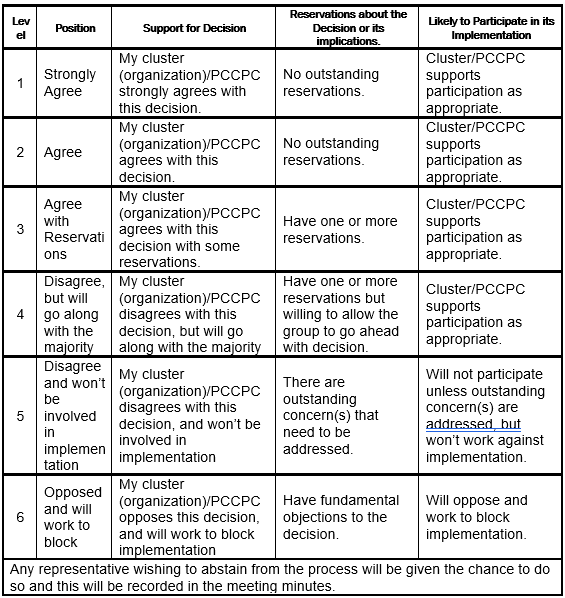 Lev
el
Position
Support for Decision
Reservations about the
Decision or its
implications.
Likely to Participate in its
Implementation
1
Strongly
Agree
My cluster
(organization)/PCCPC
strongly agrees with
this decision.
No outstanding
reservations.
Cluster/PCCPC
supports
participation as
appropriate.
2
Agree
My cluster
(organization)/PCCPC
agrees with this
decision.
No outstanding
reservations.
Cluster/PCCPC
supports
participation as
appropriate.
3
Agree
with
Reservati
ons
My cluster
(organization)/PCCPC
agrees with this
decision with some
reservations.
Have one or more
reservations.
Cluster/PCCPC
supports
participation as
appropriate.
4
Disagree,
but will
go along
with the
majority
My cluster
(organization)/PCCPC
disagrees with this
decision, but will go
along with the majority
Have one or more
reservations but
willing to allow the
group to go ahead
with decision.
Cluster/PCCPC
supports
participation as
appropriate.
5
Disagree
and won't
be
involved
in
implemen
tation
My cluster
(organization)/PCCPC
disagrees with this
decision, and won't be
involved in
implementation
There are
outstanding
concern(s) that
need to be
addressed.
Will not participate
unless outstanding
concern(s) are
addressed, but
won't work against
implementation.
6
Opposed
and will
work to
block
My cluster
(organization)/PCCPC
opposes this decision,
and will work to block
implementation
Have fundamental
objections to the
decision.
Will oppose and
work to block
implementation.
Any representative wishing to abstain from the process will be given the chance to do
so and this will be recorded in the meeting minutes.